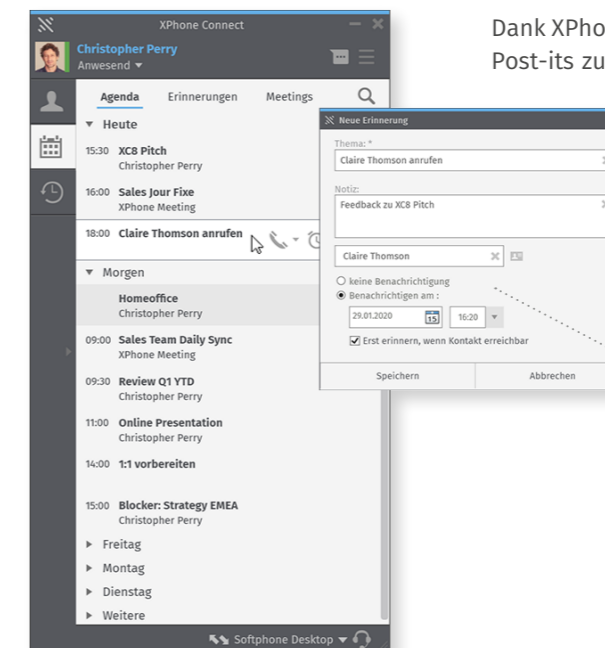 XPhone Connect
Christopher Perry
Anwesend
Agenda Erinnerungen Meetings
Heute
15:30 XC8 Pitch
Christopher Perry
16:00 Sales Jour Fixe
XPhone Meeting
18:00 Claire Thomson anrufen
Morgen
Homeoffice
Christopher Perry
09:00 Sales Team Daily Sync
XPhone Meeting
09:30 Review Q1 YTD
Christopher Perry
11:00 Online Presentation
Christopher Perry
14:00 1:1 vorbereiten
15:00 Blocker: Strategy EMEA
Christopher Perry
Freitag
Montag
Dienstag
Weitere
Softphone Desktop
Dank XPho
Post-its zu
Neue Erinnerung
Thema: *
Claire Thomson anrufen
Notiz:
Feedback zu XC8 Pitch
Claire Thomson
keine Benachrichtigung
Benachrichtigen am :
29.01.2020 15 16:20
Erst erinnern, wenn Kontakt erreichbar
Speichern Abbrechen